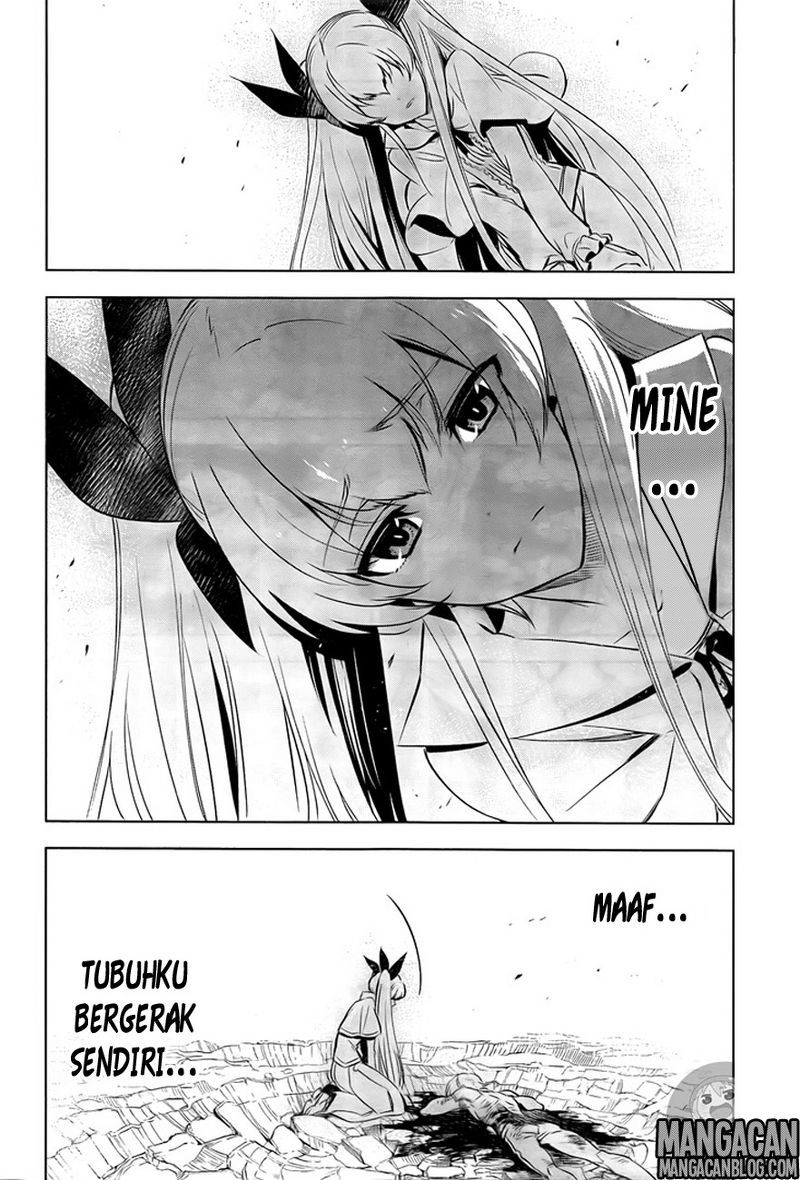 MINE
...
MAAF...
TUBUHKU
BERGERAK
SENDIRI...
MANGACAN
MANGACANBLOG.COM